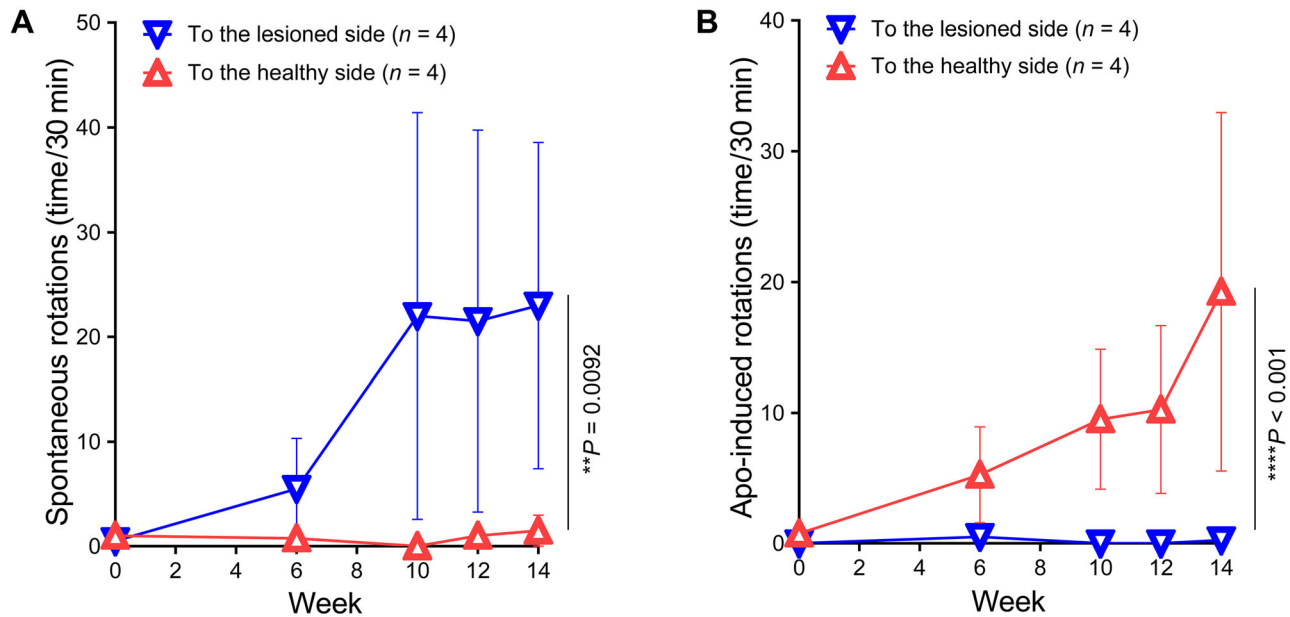 A
To the lesioned side (n = 4)
To the healthy side (n = 4)
Spontaneous rotations (time/30 min)
50
40
30
20
10
0
0 2 4 6 8 10 12 14
Week
**P = 0.0092
B
To the lesioned side (n = 4)
To the healthy side (n = 4)
Apo-induced rotations (time/30 min)
40
30
20
10
0
0 2 4 6 8 10 12 14
Week
****P < 0.001